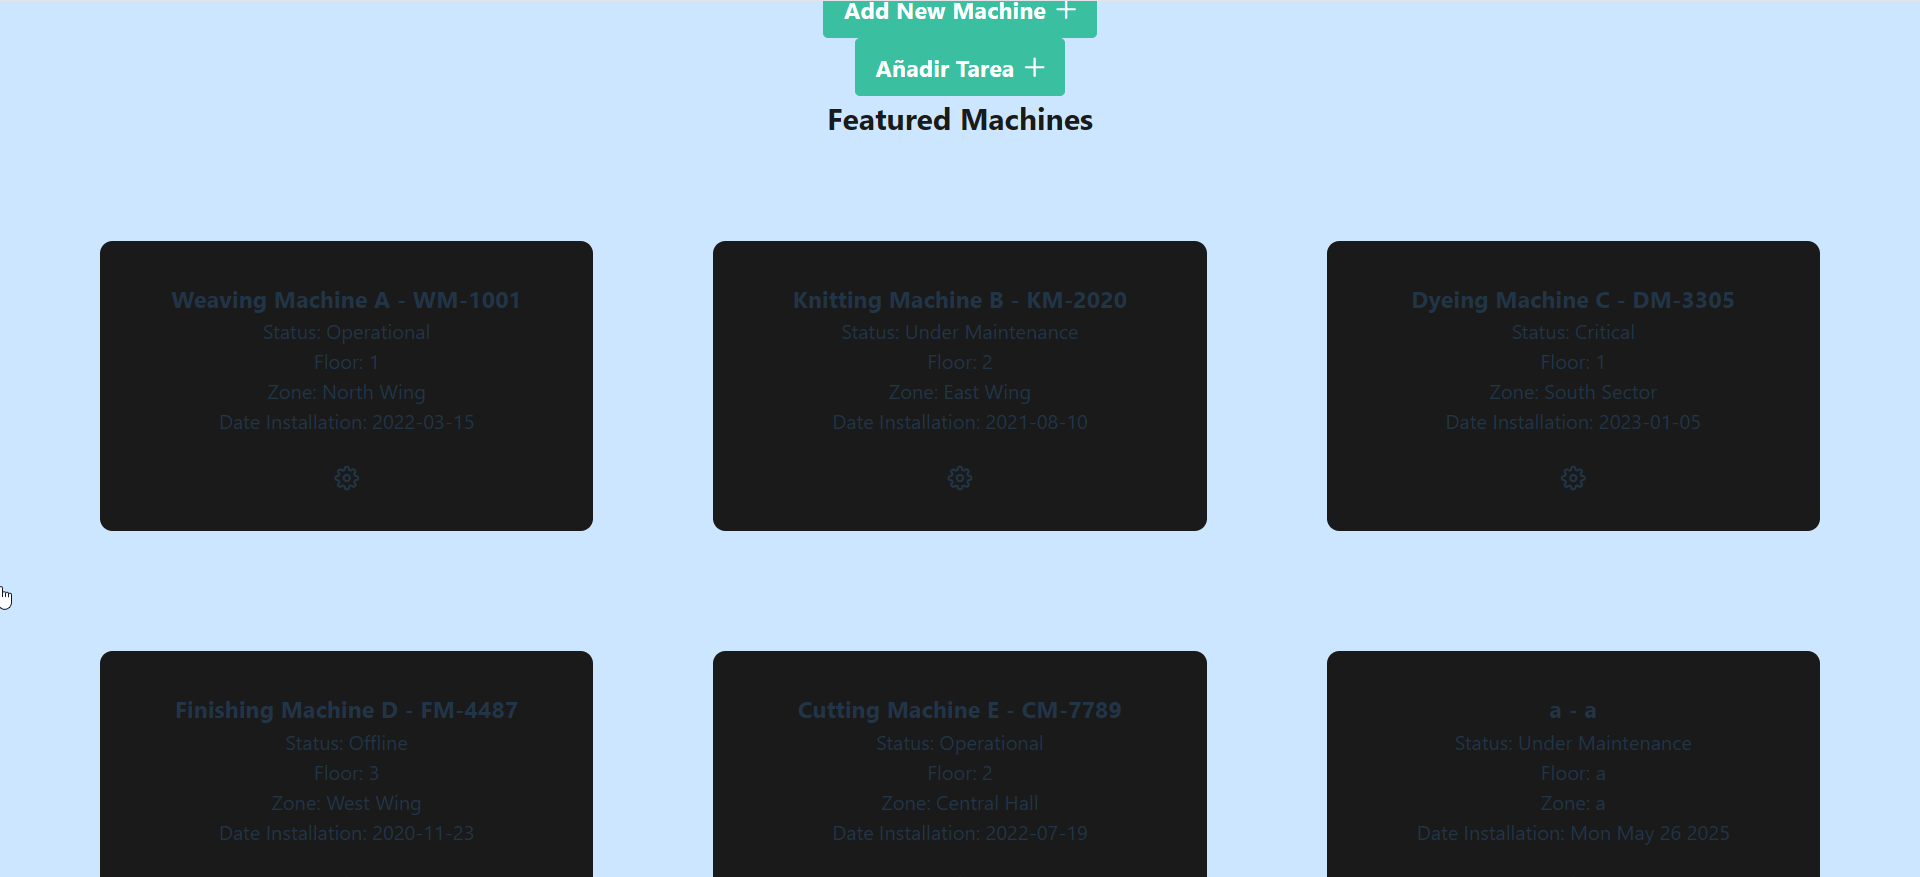 Add New Machine +
Añadir Tarea +
Featured Machines
Weaving Machine A - WM-1001
Status: Operational
Floor: 1
Zone: North Wing
Date Installation: 2022-03-15
Knitting Machine B - KM-2020
Status: Under Maintenance
Floor: 2
Zone: East Wing
Date Installation: 2021-08-10
Dyeing Machine C - DM-3305
Status: Critical
Floor: 1
Zone: South Sector
Date Installation: 2023-01-05
Finishing Machine D - FM-4487
Status: Offline
Floor: 3
Zone: West Wing
Date Installation: 2020-11-23
Cutting Machine E - CM-7789
Status: Operational
Floor: 2
Zone: Central Hall
Date Installation: 2022-07-19
a - a
Status: Under Maintenance
Floor: a
Zone: a
Date Installation: Mon May 26 2025